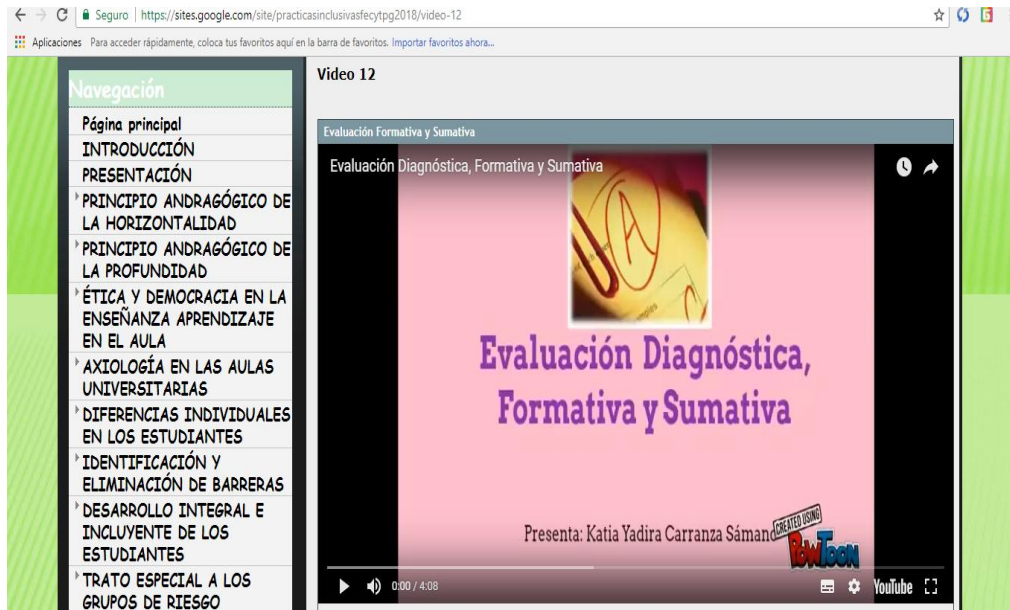 Seguro | https://sites.google.com/site/practicasinclusivasfecytpg2018/video-12
Aplicaciones Para acceder rápidamente, coloca tus favoritos aquí en la barra de favoritos. Importar favoritos ahora...
Navegación
Página principal
INTRODUCCIÓN
PRESENTACIÓN
PRINCIPIO ANDRAGÓGICO DE
LA HORIZONTALIDAD
PRINCIPIO ANDRAGÓGICO DE
LA PROFUNDIDAD
ÉTICA Y DEMOCRACIA EN LA
ENSEÑANZA APRENDIZAJE
EN EL AULA
AXIOLOGÍA EN LAS AULAS
UNIVERSITARIAS
DIFERENCIAS INDIVIDUALES
EN LOS ESTUDIANTES
IDENTIFICACIÓN Y
ELIMINACIÓN DE BARRERAS
DESARROLLO INTEGRAL E
INCLUYENTE DE LOS
ESTUDIANTES
TRATO ESPECIAL A LOS
GRUPOS DE RIESGO
Video 12
Evaluación Formativa y Sumativa
Evaluación Diagnóstica, Formativa y Sumativa
A
Evaluación Diagnóstica,
Formativa y Sumativa
Presenta: Katia Yadira Carranza Sámano
CREATED USING
POWTOON
0:00 / 4:08
YouTube